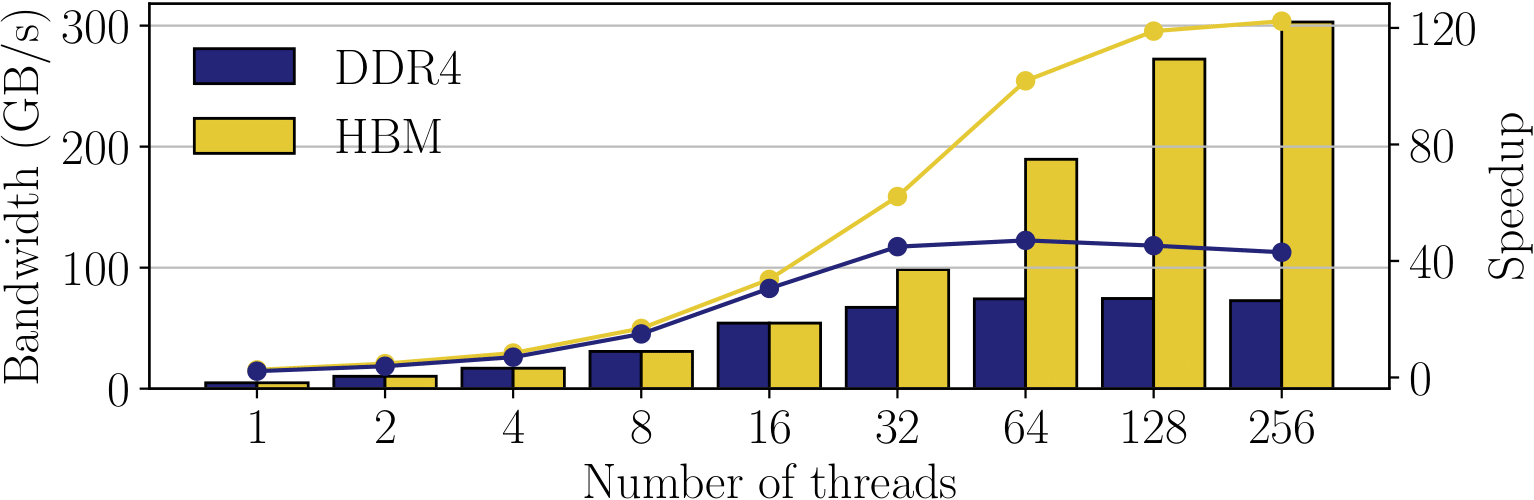 Bandwidth (GB/s)
300
200
100
0
DDR4
HBM
120
80
40
0
Speedup
1 2 4 8 16 32 64 128 256
Number of threads